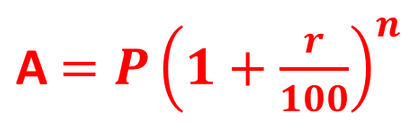 A = P(1 + r/100)^n